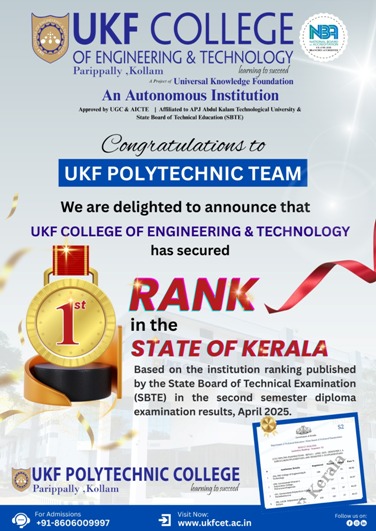 UKF COLLEGE
OF ENGINEERING & TECHNOLOGY
Parippally ,Kollam
learning to succeed
A Project of Universal Knowledge Foundation
An Autonomous Institution
Approved by UGC & AICTE | Affiliated to APJ Abdul Kalam Technological University &
State Board of Technical Education (SBTE)
NBA
Congratulations to
UKF POLYTECHNIC TEAM
We are delighted to announce that
UKF COLLEGE OF ENGINEERING & TECHNOLOGY
has secured
1st
RANK
in the
STATE OF KERALA
Based on the institution ranking published
by the State Board of Technical Examination
(SBTE) in the second semester diploma
examination results, April 2025.
52
Kerala
UKF POLYTECHNIC COLLEGE
Parippally ,Kollam
learning to succeed
For Admissions
+91-8606009997
Visit Now:
www.ukfcet.ac.in
Follow us on: